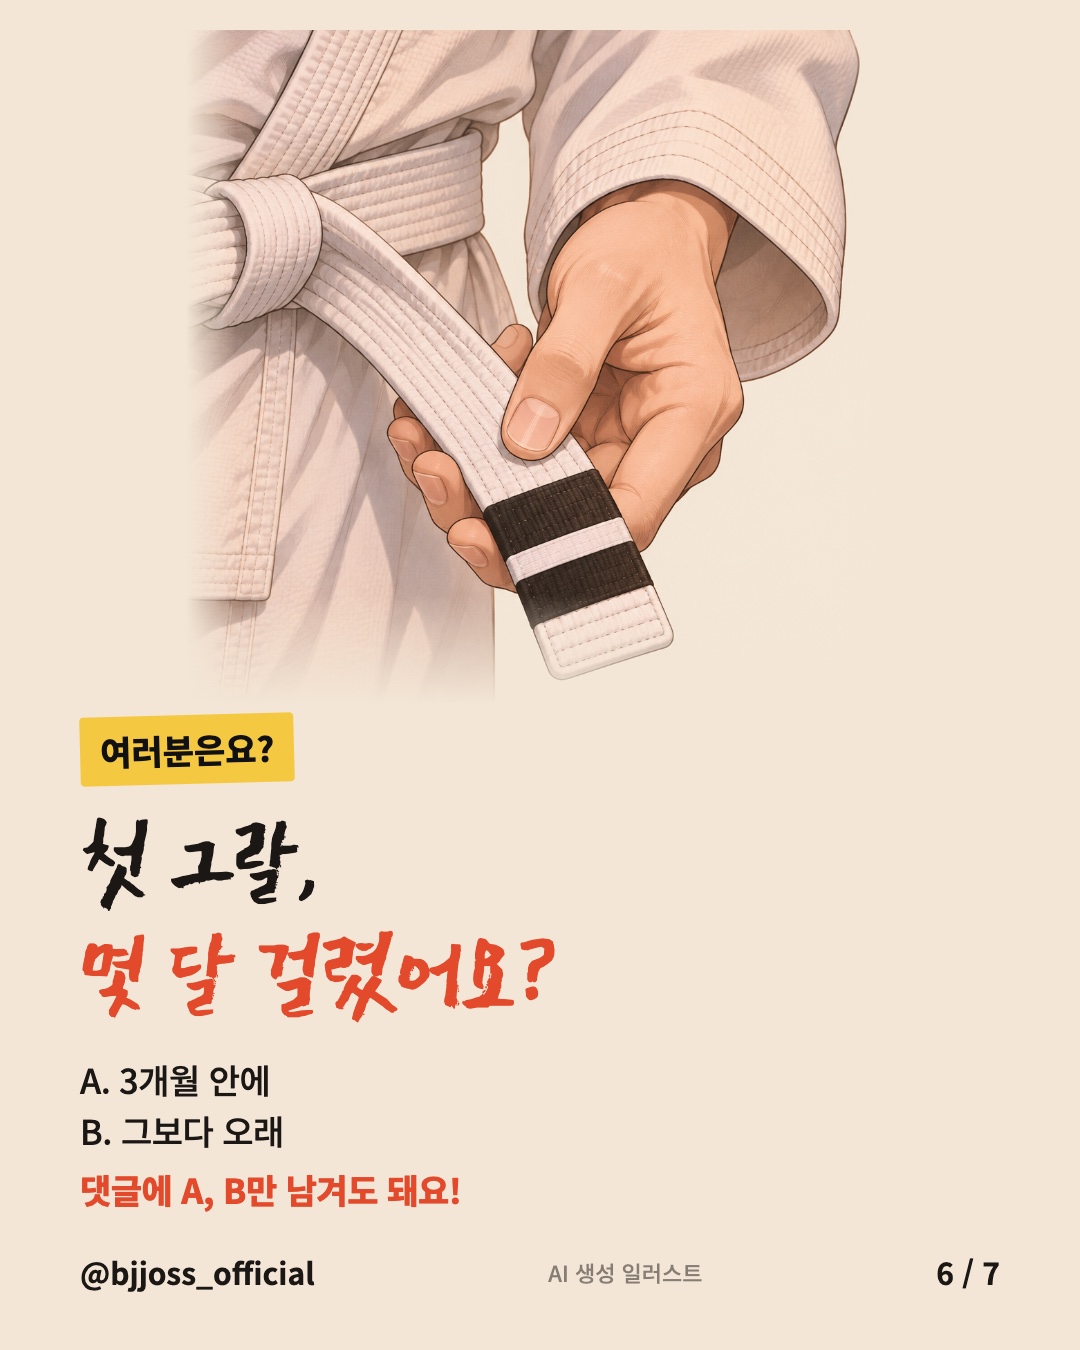 여러분은요?
첫 그랄,
몇 달 걸렸어요?
A. 3개월 안에
B. 그보다 오래
댓글에 A, B만 남겨도 돼요!
@bjjoss_official
AI 생성 일러스트
6 / 7